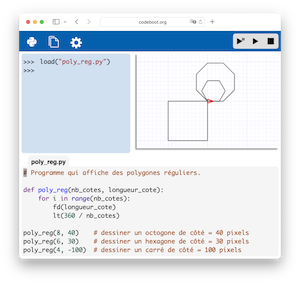 codeboot.org
>>> load("poly_reg.py")
>>>
poly_reg.py
# Programme qui affiche des polygones réguliers.
def poly_reg(nb_cotes, longueur_cote):
for i in range(nb_cotes):
fd(longueur_cote)
lt(360 / nb_cotes)
poly_reg(8, 40) # dessiner un octogone de côté = 40 pixels
poly_reg(6, 30) # dessiner un hexagone de côté = 30 pixels
poly_reg(4, -100) # dessiner un carré de côté = 100 pixels